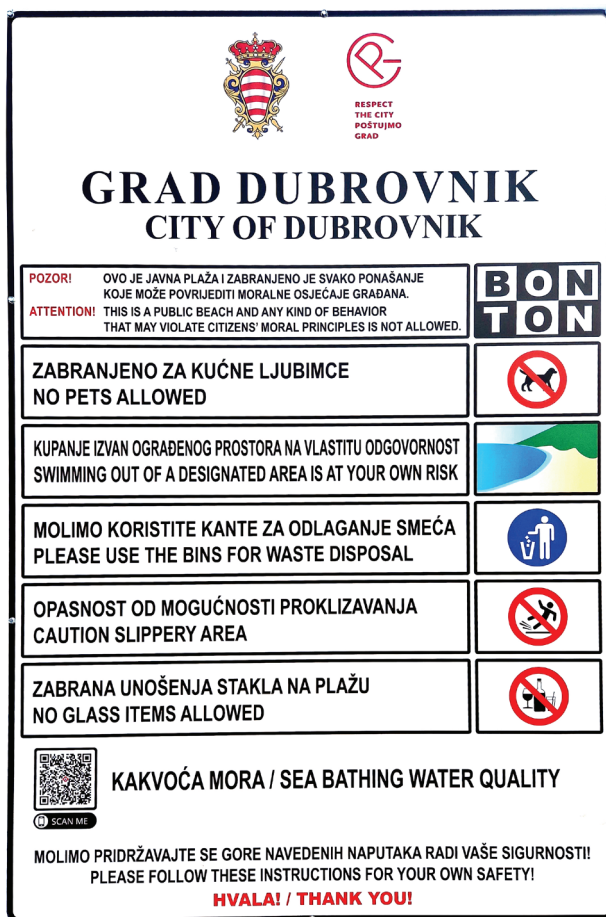 RESPECT
THE CITY
POŠTUJMO
GRAD
GRAD DUBROVNIK
CITY OF DUBROVNIK
POZOR! OVO JE JAVNA PLAŽA I ZABRANJENO JE SVAKO PONAŠANJE
KOJE MOŽE POVRIJEDITI MORALNE OSJEĆAJE GRAĐANA.
ATTENTION! THIS IS A PUBLIC BEACH AND ANY KIND OF BEHAVIOR
THAT MAY VIOLATE CITIZENS' MORAL PRINCIPLES IS NOT ALLOWED.
BON
TON
ZABRANJENO ZA KUĆNE LJUBIMCE
NO PETS ALLOWED
KUPANJE IZVAN OGRAĐENOG PROSTORA NA VLASTITU ODGOVORNOST
SWIMMING OUT OF A DESIGNATED AREA IS AT YOUR OWN RISK
MOLIMO KORISTITE KANTE ZA ODLAGANJE SMEĆA
PLEASE USE THE BINS FOR WASTE DISPOSAL
OPASNOST OD MOGUĆNOSTI PROKLIZAVANJA
CAUTION SLIPPERY AREA
ZABRANA UNOŠENJA STAKLA NA PLAŽU
NO GLASS ITEMS ALLOWED
KAKVOĆA MORA / SEA BATHING WATER QUALITY
SCAN ME
MOLIMO PRIDRŽAVAJTE SE GORE NAVEDENIH NAPUTAKA RADI VAŠE SIGURNOSTI!
PLEASE FOLLOW THESE INSTRUCTIONS FOR YOUR OWN SAFETY!
HVALA! / THANK YOU!